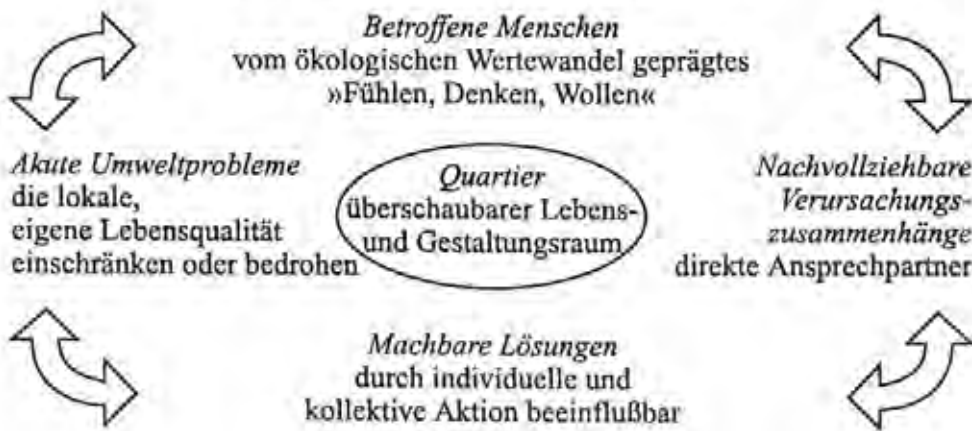 Betroffene Menschen
vom ökologischen Wertewandel geprägtes
»Fühlen, Denken, Wollen«
Akute Umweltprobleme
die lokale,
eigene Lebensqualität
einschränken oder bedrohen
Quartier
überschaubarer Lebens-
und Gestaltungsraum
Nachvollziehbare
Verursachungs-
zusammenhänge
direkte Ansprechpartner
Machbare Lösungen
durch individuelle und
kollektive Aktion beeinflußbar